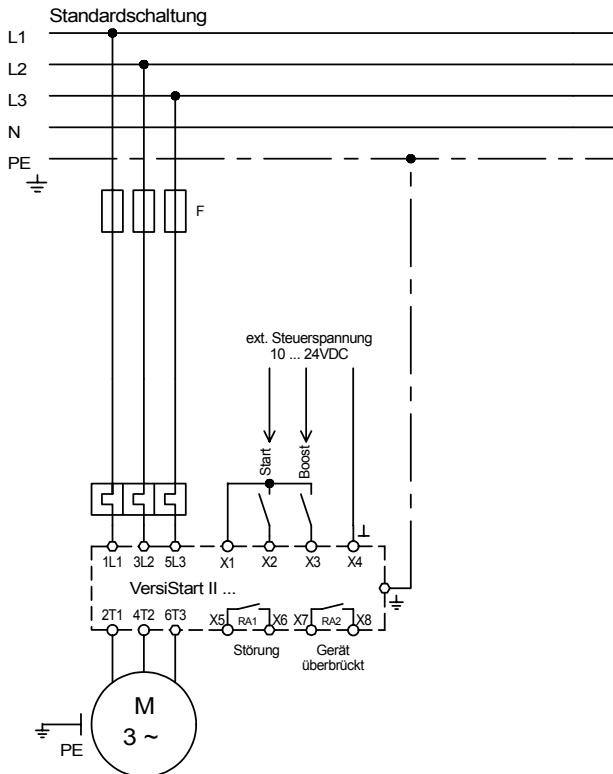 Standardschaltung
L1
L2
L3
N
PE
F
ext. Steuerspannung
10 ... 24VDC
Start
Boost
1L1 3L2 5L3 X1 X2 X3 X4
VersiStart II ...
2T1 4T2 6T3 X5 RA1 X6 X7 RA2 X8
Störung
Gerät
überbrückt
M
3 ~
PE